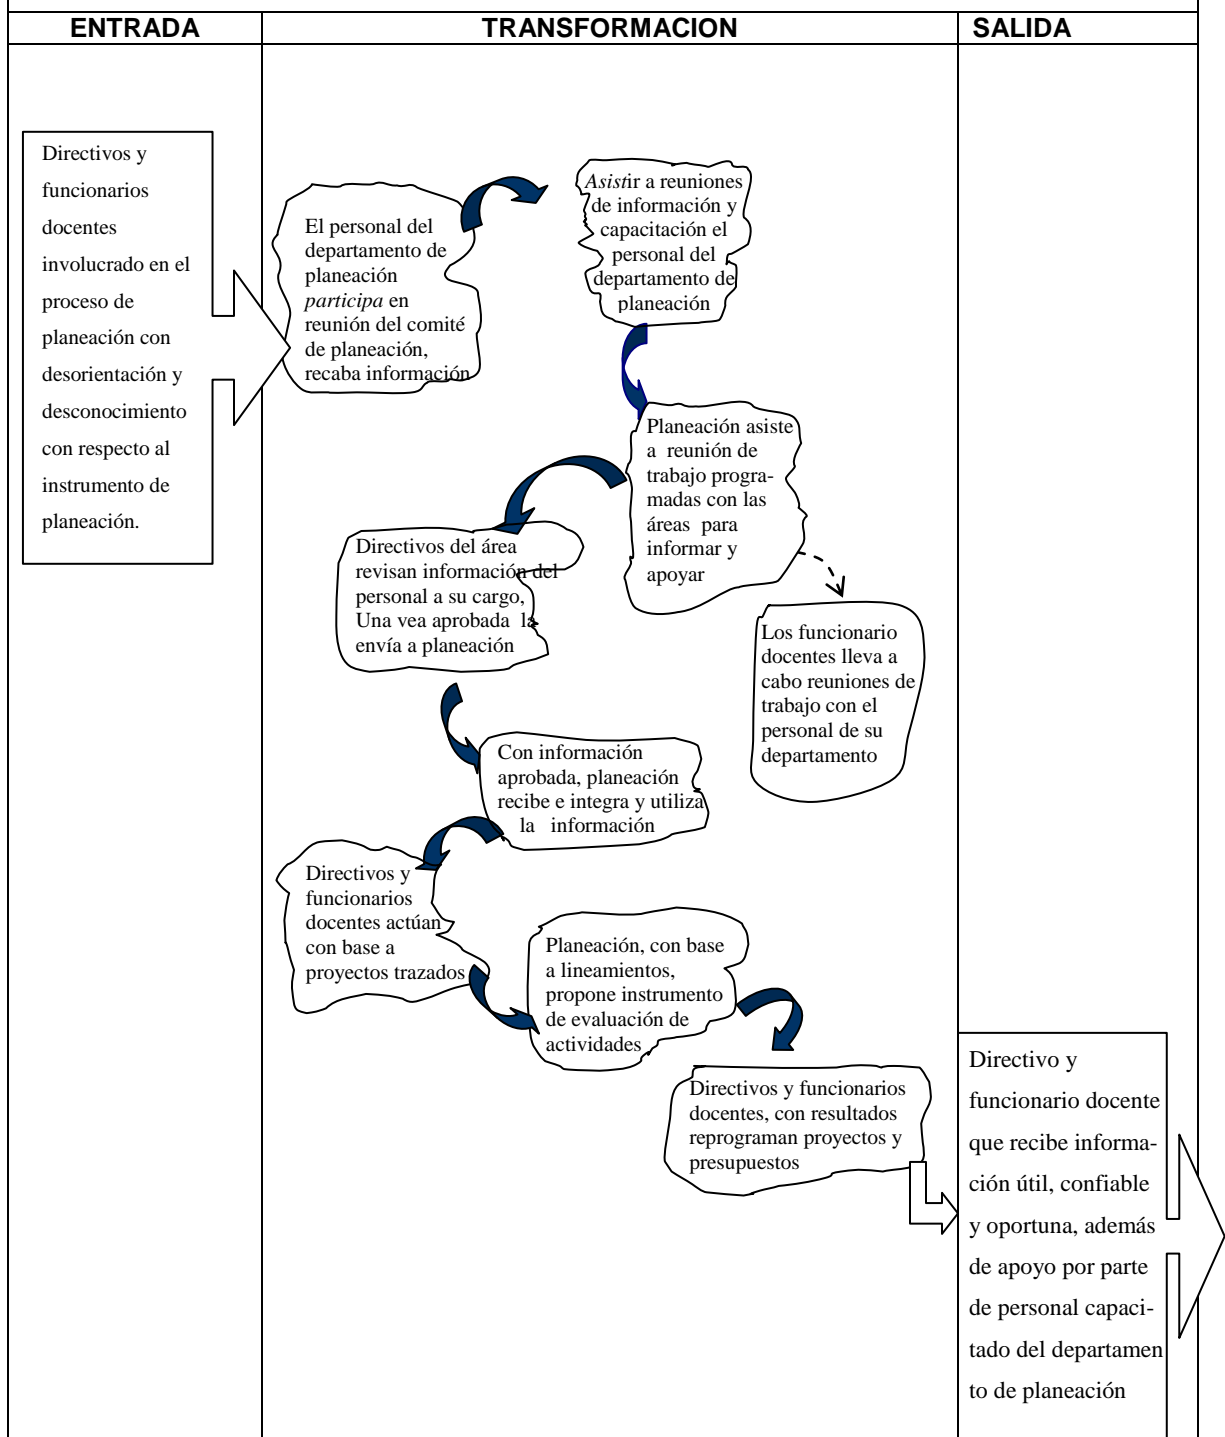 ENTRADA TRANSFORMACION SALIDA
Directivos y
funcionarios
docentes
involucrado en el
proceso de
planeación con
desorientación y
desconocimiento
con respecto al
instrumento de
planeación.
El personal del
departamento de
planeación
participa en
reunión del comité
de planeación,
recaba información
Asistir a reuniones
de información y
capacitación el
personal del
departamento de
planeación
Planeación asiste
a reunión de
trabajo progra-
madas con las
áreas para
informar y
apoyar
Directivos del área
revisan información del
personal a su cargo,
Una vea aprobada la
envía a planeación
Los funcionario
docentes lleva a
cabo reuniones de
trabajo con el
personal de su
departamento
Con información
aprobada, planeación
recibe e integra y utiliza
la información
Directivos y
funcionarios
docentes actúan
con base a
proyectos trazados
Planeación, con base
a lineamientos,
propone instrumento
de evaluación de
actividades
Directivos y funcionarios
docentes, con resultados
reprograman proyectos y
presupuestos
Directivo y
funcionario docente
que recibe informa-
ción útil, confiable
y oportuna, además
de apoyo por parte
de personal capaci-
tado del departamen
to de planeación